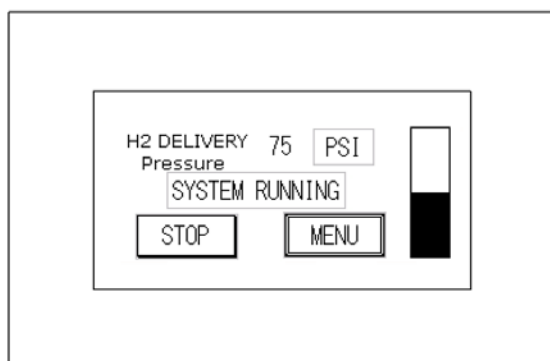 H2 DELIVERY 75 PSI
Pressure
SYSTEM RUNNING
STOP MENU